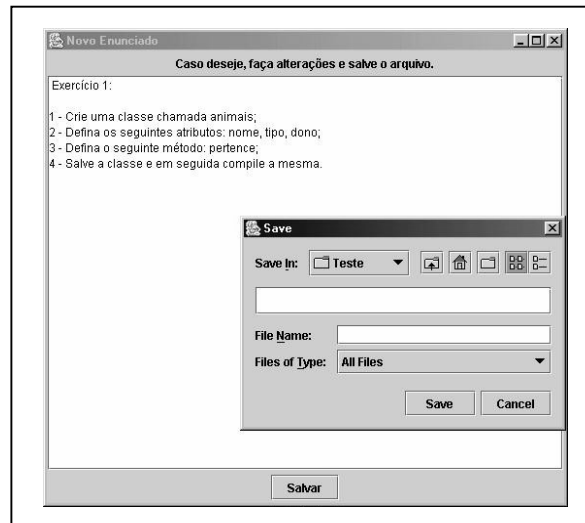 Novo Enunciado
Caso deseje, faça alterações e salve o arquivo.
Exercício 1:
1 - Crie uma classe chamada animais;
2 - Defina os seguintes atributos: nome, tipo, dono;
3 - Defina o seguinte método: pertence;
4 - Salve a classe e em seguida compile a mesma.
Save
Save In: Teste
File Name:
Files of Type: All Files
Save Cancel
Salvar